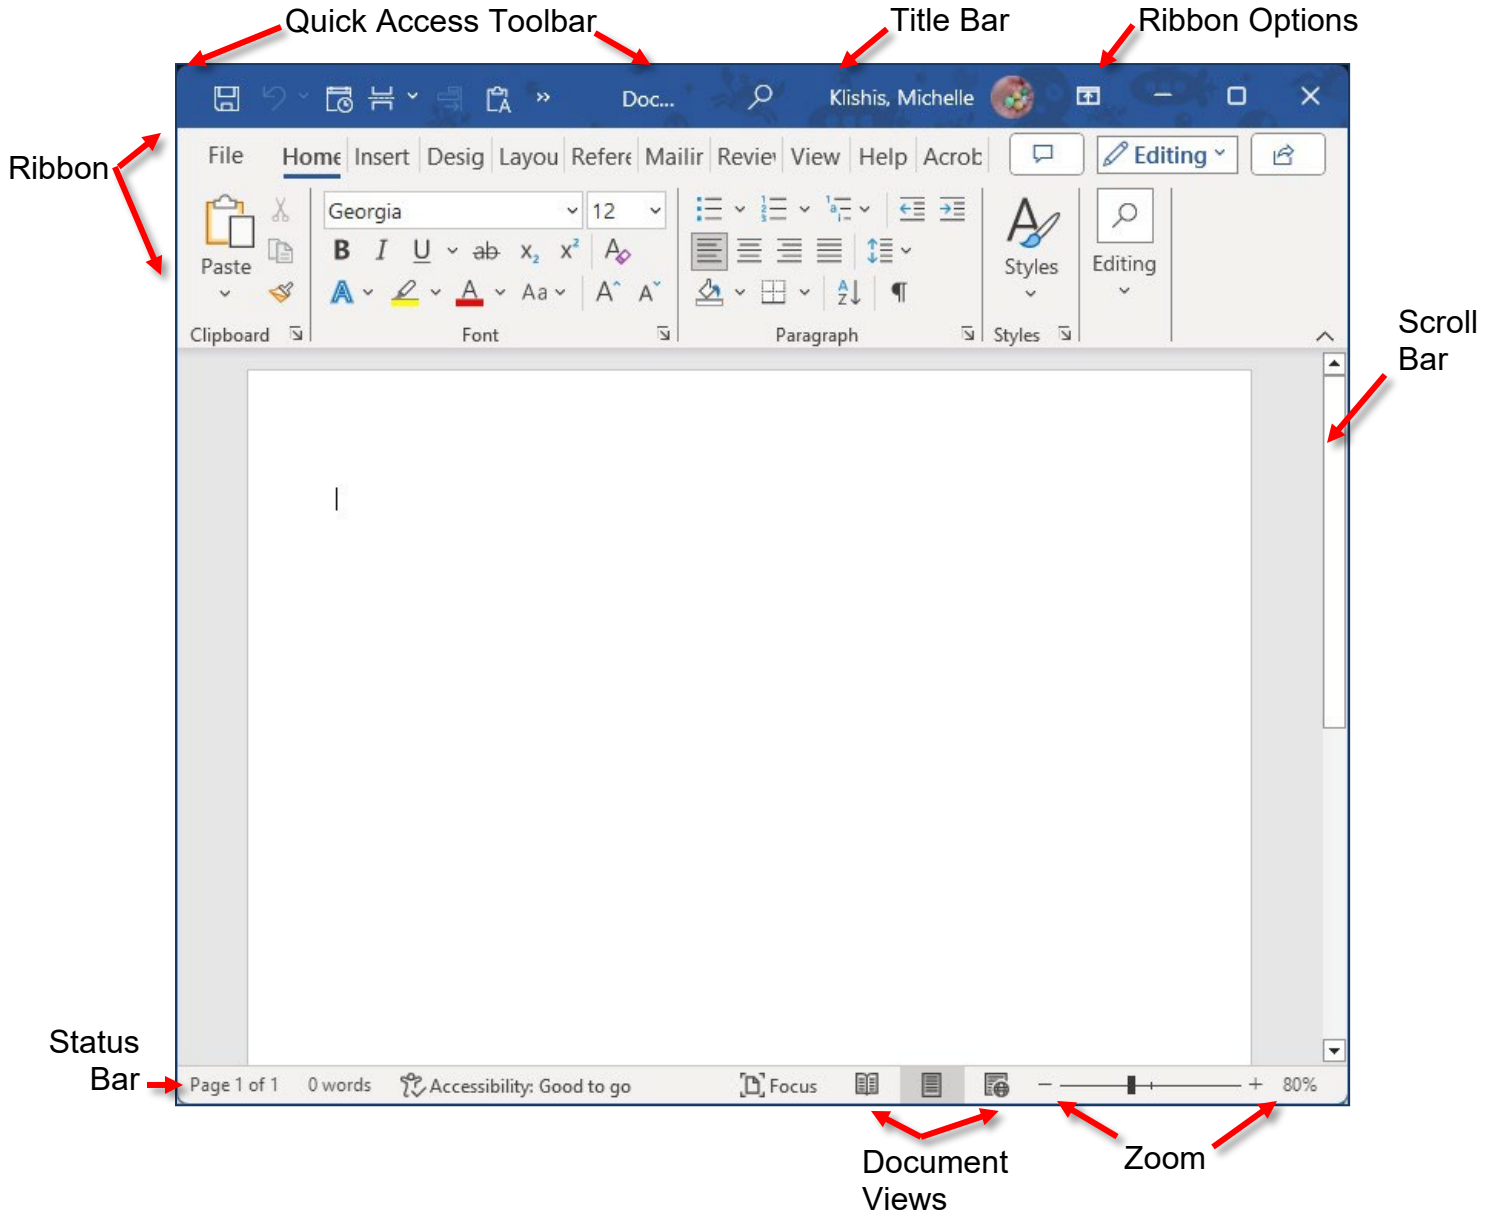 Quick Access Toolbar Title Bar Ribbon Options
Doc... Klishis, Michelle
File Home Insert Desig Layou Refere Mailin Review View Help Acrob Editing
Ribbon
Georgia 12
Paste Styles Editing
Clipboard Font Paragraph Styles
Scroll
Bar
Status
Bar
Page 1 of 1 0 words Accessibility: Good to go Focus 80%
Document
Views
Zoom